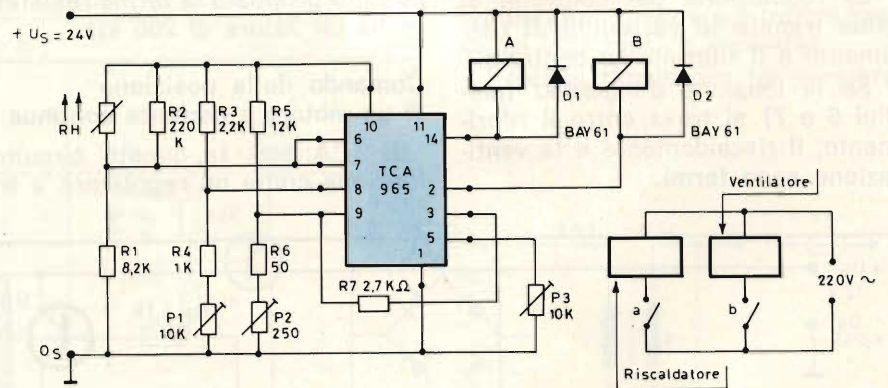 + US = 24V
RH
R2
220
K
R3
2,2K
R5
12K
10
11
6
7
8
9
14
2
3
5
1
TCA
965
A
B
D1
BAY 61
D2
BAY 61
R1
8,2K
R4
1K
R6
50
R7 2,7 KΩ
P1
10K
P2
250
P3
10K
0S
Ventilatore
220V ~
a
b
Riscaldatore